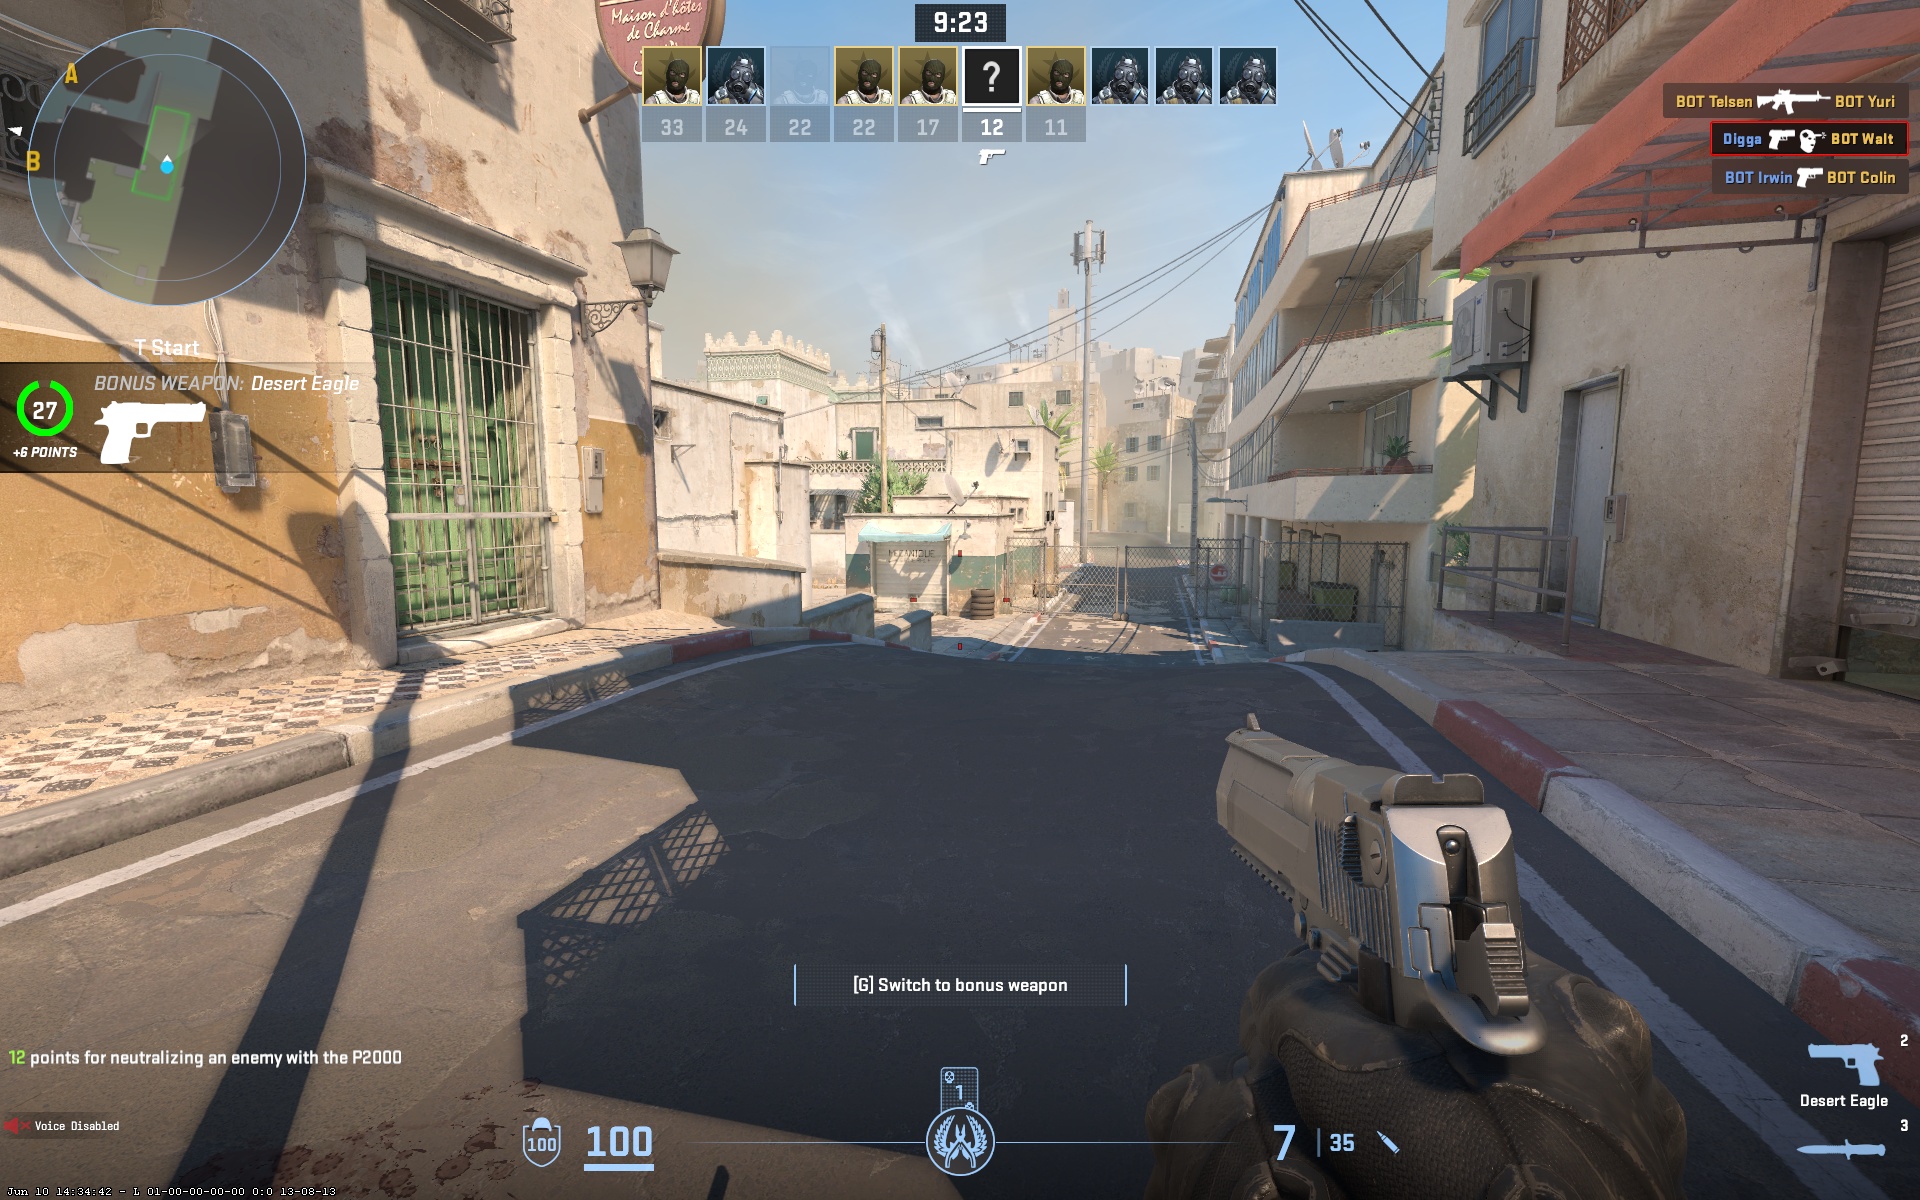 Maison d'hôtes
de Charme
9:23
?
33 24 22 22 17 12 11
A
B
BOT Telsen BOT Yuri
Digga BOT Walt
BOT Irwin BOT Colin
T Start
BONUS WEAPON: Desert Eagle
27
+6 POINTS
[G] Switch to bonus weapon
12 points for neutralizing an enemy with the P2000
Voice Disabled
100 100
1
7 35
2
Desert Eagle
3
Jun 10 14:34:42 - L 01-00-00-00-00 0:0 13-08-13